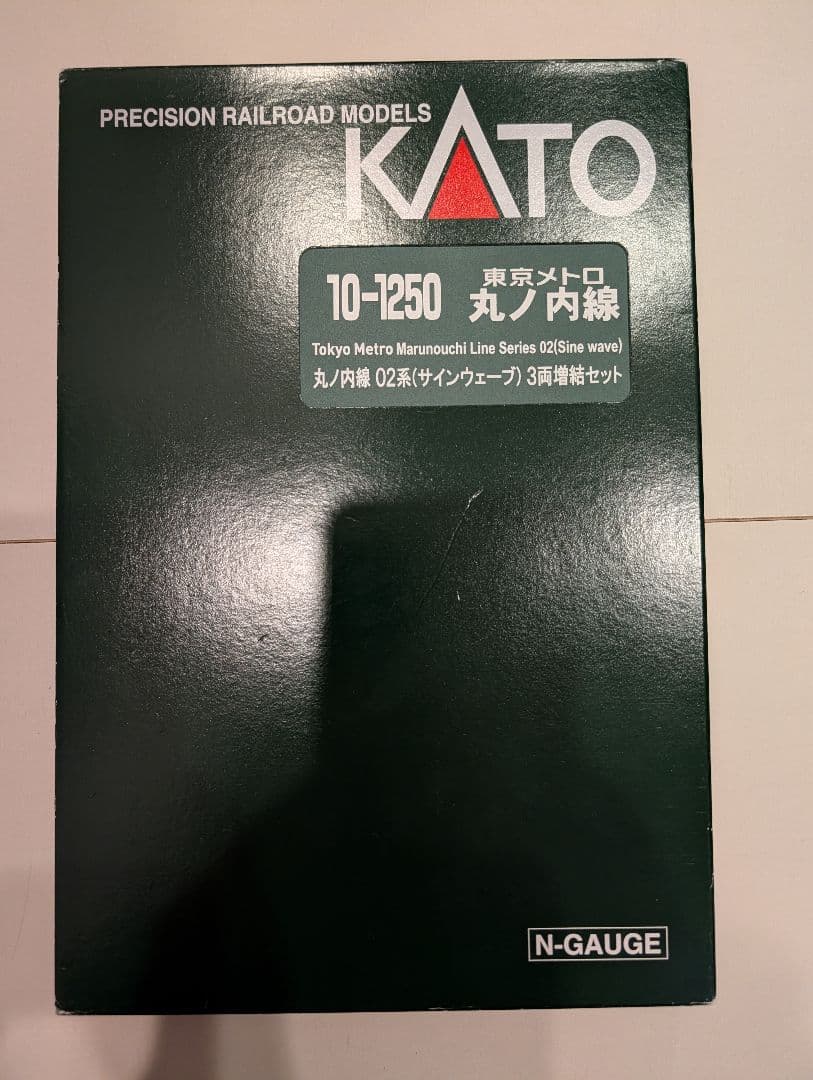 PRECISION RAILROAD MODELS
KATO
10-1250
東京メトロ
丸ノ内線
Tokyo Metro Marunouchi Line Series 02(Sine wave)
丸ノ内線 02系(サインウェーブ) 3両増結セット
N-GAUGE